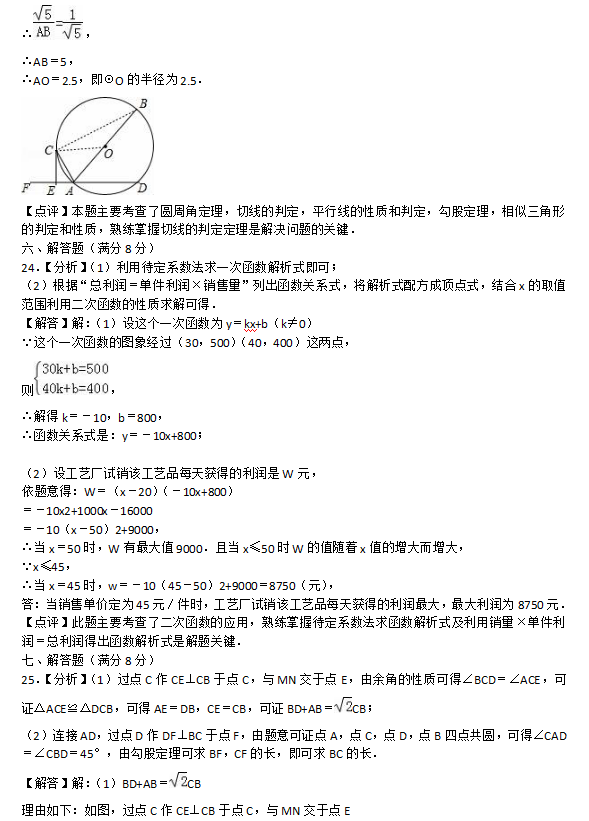 ∴√5/AB=1/√5,
∴AB=5,
∴AO=2.5,即⊙O的半径为2.5.
B
C
O
F E A D
【点评】本题主要考查了圆周角定理,切线的判定,平行线的性质和判定,勾股定理,相似三角形
的判定和性质,熟练掌握切线的判定定理是解决问题的关键.
六、解答题(满分8分)
24.【分析】(1)利用待定系数法求一次函数解析式即可;
(2)根据“总利润=单件利润×销售量”列出函数关系式,将解析式配方成顶点式,结合x的取值
范围利用二次函数的性质求解可得.
【解答】解:(1)设这个一次函数为y=kx+b(k≠0)
∵这个一次函数的图象经过(30,500)(40,400)这两点,
则{30k+b=500
40k+b=400,
∴解得k=﹣10,b=800,
∴函数关系式是:y=﹣10x+800;
(2)设工艺厂试销该工艺品每天获得的利润是W元,
依题意得:W=(x﹣20)(﹣10x+800)
=﹣10x2+1000x﹣16000
=﹣10(x﹣50)2+9000,
∴当x=50时,W有最大值9000.且当x≤50时W的值随着x值的增大而增大,
∵x≤45,
∴当x=45时,w=﹣10(45﹣50)2+9000=8750(元),
答:当销售单价定为45元/件时,工艺厂试销该工艺品每天获得的利润最大,最大利润为8750元.
【点评】此题主要考查了二次函数的应用,熟练掌握待定系数法求函数解析式及利用销量×单件利
润=总利润得出函数解析式是解题关键.
七、解答题(满分8分)
25.【分析】(1)过点C作CE⊥CB于点C,与MN交于点E,由余角的性质可得∠BCD=∠ACE,可
证△ACE≌△DCB,可得AE=DB,CE=CB,可证BD+AB=√2CB;
(2)连接AD,过点D作DF⊥BC于点F,由题意可证点A,点C,点D,点B四点共圆,可得∠CAD
=∠CBD=45°,由勾股定理可求BF,CF的长,即可求BC的长.
【解答】解:(1)BD+AB=√2CB
理由如下:如图,过点C作CE⊥CB于点C,与MN交于点E